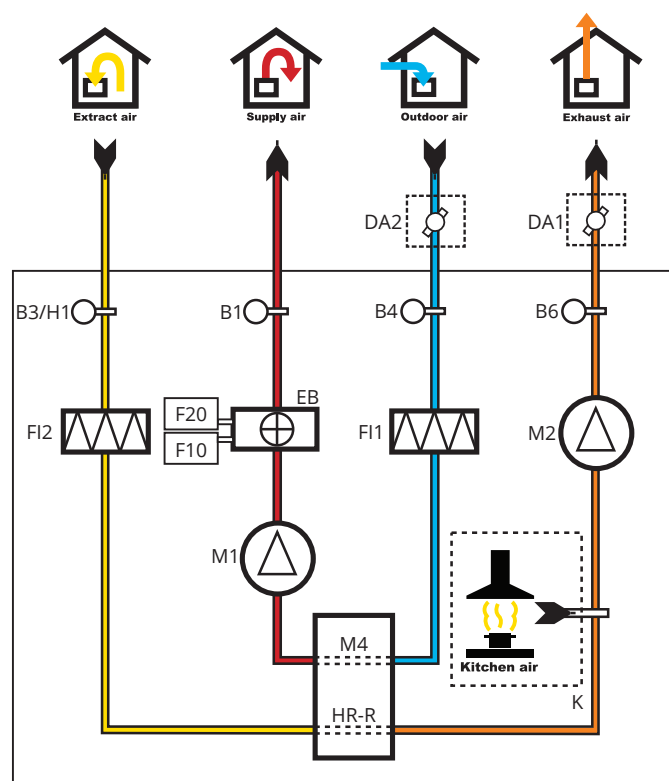 Extract air
Supply air
Outdoor air
Exhaust air
DA2
DA1
B3/H1
B1
B4
B6
EB
F20
F10
FI2
FI1
M2
M1
M4
Kitchen air
K
HR-R